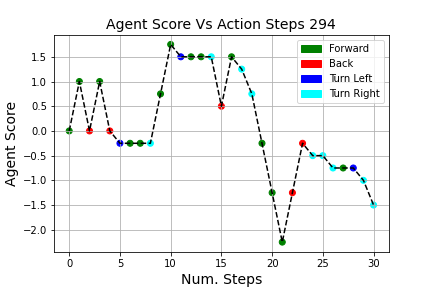 Agent Score Vs Action Steps 294
Forward
Back
Turn Left
Turn Right
1.5
1.0
0.5
0.0
−0.5
−1.0
−1.5
−2.0
Agent Score
0 5 10 15 20 25 30
Num. Steps